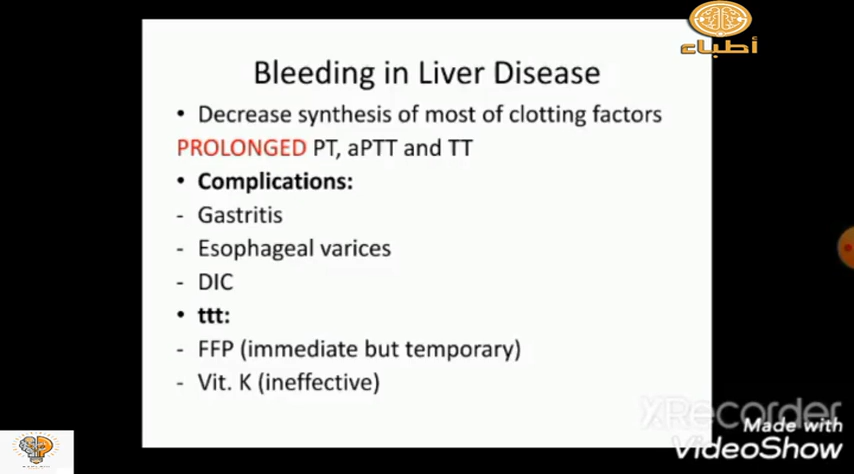 أطباء
Bleeding in Liver Disease
• Decrease synthesis of most of clotting factors
PROLONGED PT, aPTT and TT
• Complications:
- Gastritis
- Esophageal varices
- DIC
• ttt:
- FFP (immediate but temporary)
- Vit. K (ineffective)
XRecorder
Made with
VideoShow